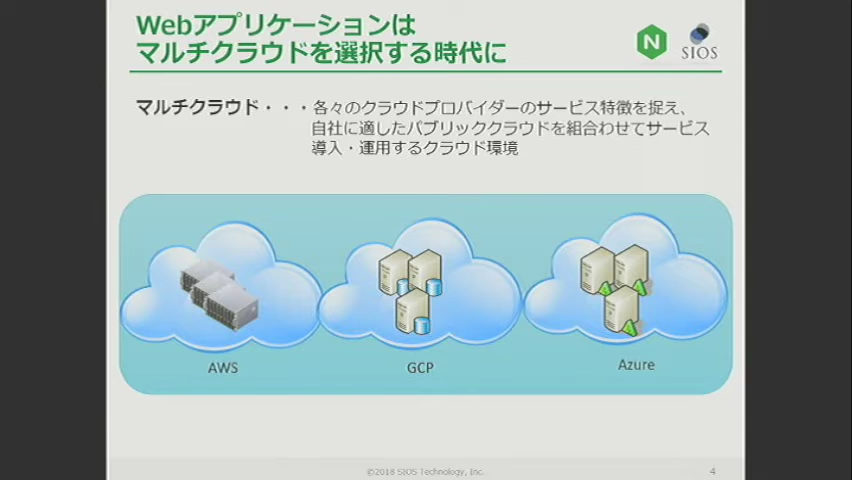 Webアプリケーションは
マルチクラウドを選択する時代に
N
SIOS
マルチクラウド・・・各々のクラウドプロバイダーのサービス特徴を捉え、
自社に適したパブリッククラウドを組合わせてサービス
導入・運用するクラウド環境
AWS
GCP
Azure
©2018 SIOS Technology, Inc.
4